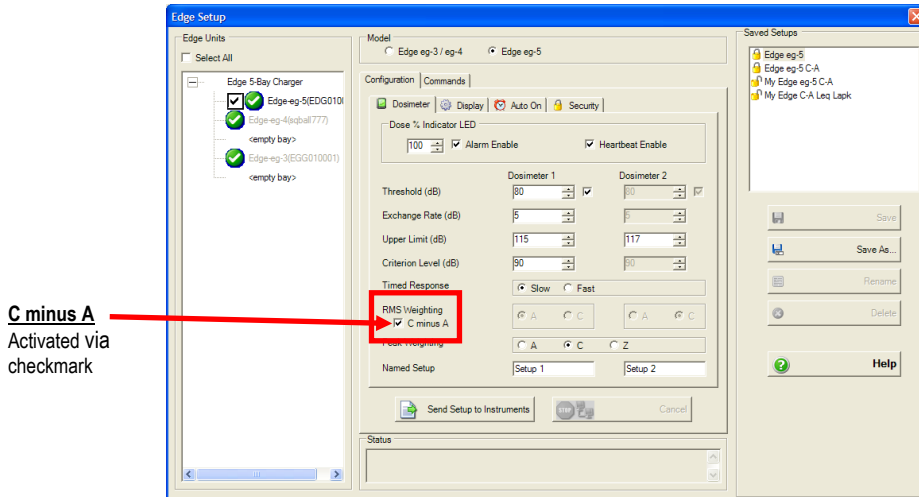 Edge Setup
Edge Units
Select All
Edge 5-Bay Charger
Edge-eg-5(EDG010
Edge-eg-4(sqball777)
<empty bay>
Edge-eg-3(EGG010001)
<empty bay>
Model
Edge eg-3 / eg-4
Edge eg-5
Configuration
Commands
Dosimeter
Display
Auto On
Security
Dose % Indicator LED
100
Alarm Enable
Heartbeat Enable
Dosimeter 1
Dosimeter 2
Threshold (dB)
80
80
Exchange Rate (dB)
5
5
Upper Limit (dB)
115
117
Criterion Level (dB)
90
90
Timed Response
Slow
Fast
RMS Weighting
C minus A
A
C
A
C
Peak Weighting
A
C
Z
Named Setup
Setup 1
Setup 2
Send Setup to Instruments
STOP
Cancel
Status
Saved Setups
Edge eg-5
Edge eg-5 C-A
My Edge eg-5 C-A
My Edge C-A Leq Lapk
Save
Save As...
Rename
Delete
Help
C minus A
Activated via
checkmark